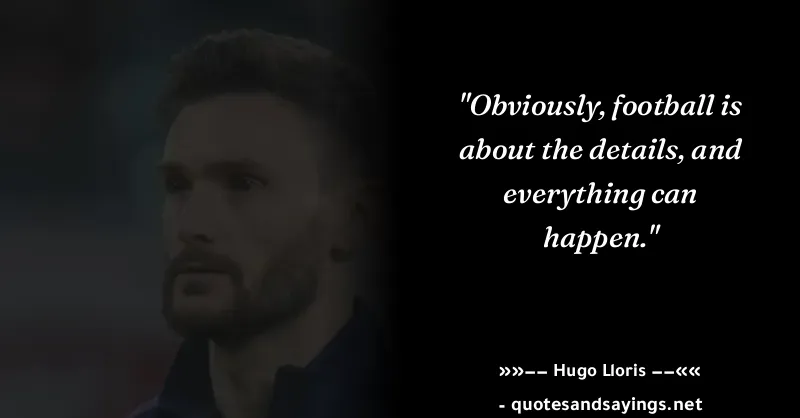 "Obviously, football is
about the details, and
everything can
happen."
»»−− Hugo Lloris −−««
- quotesandsayings.net